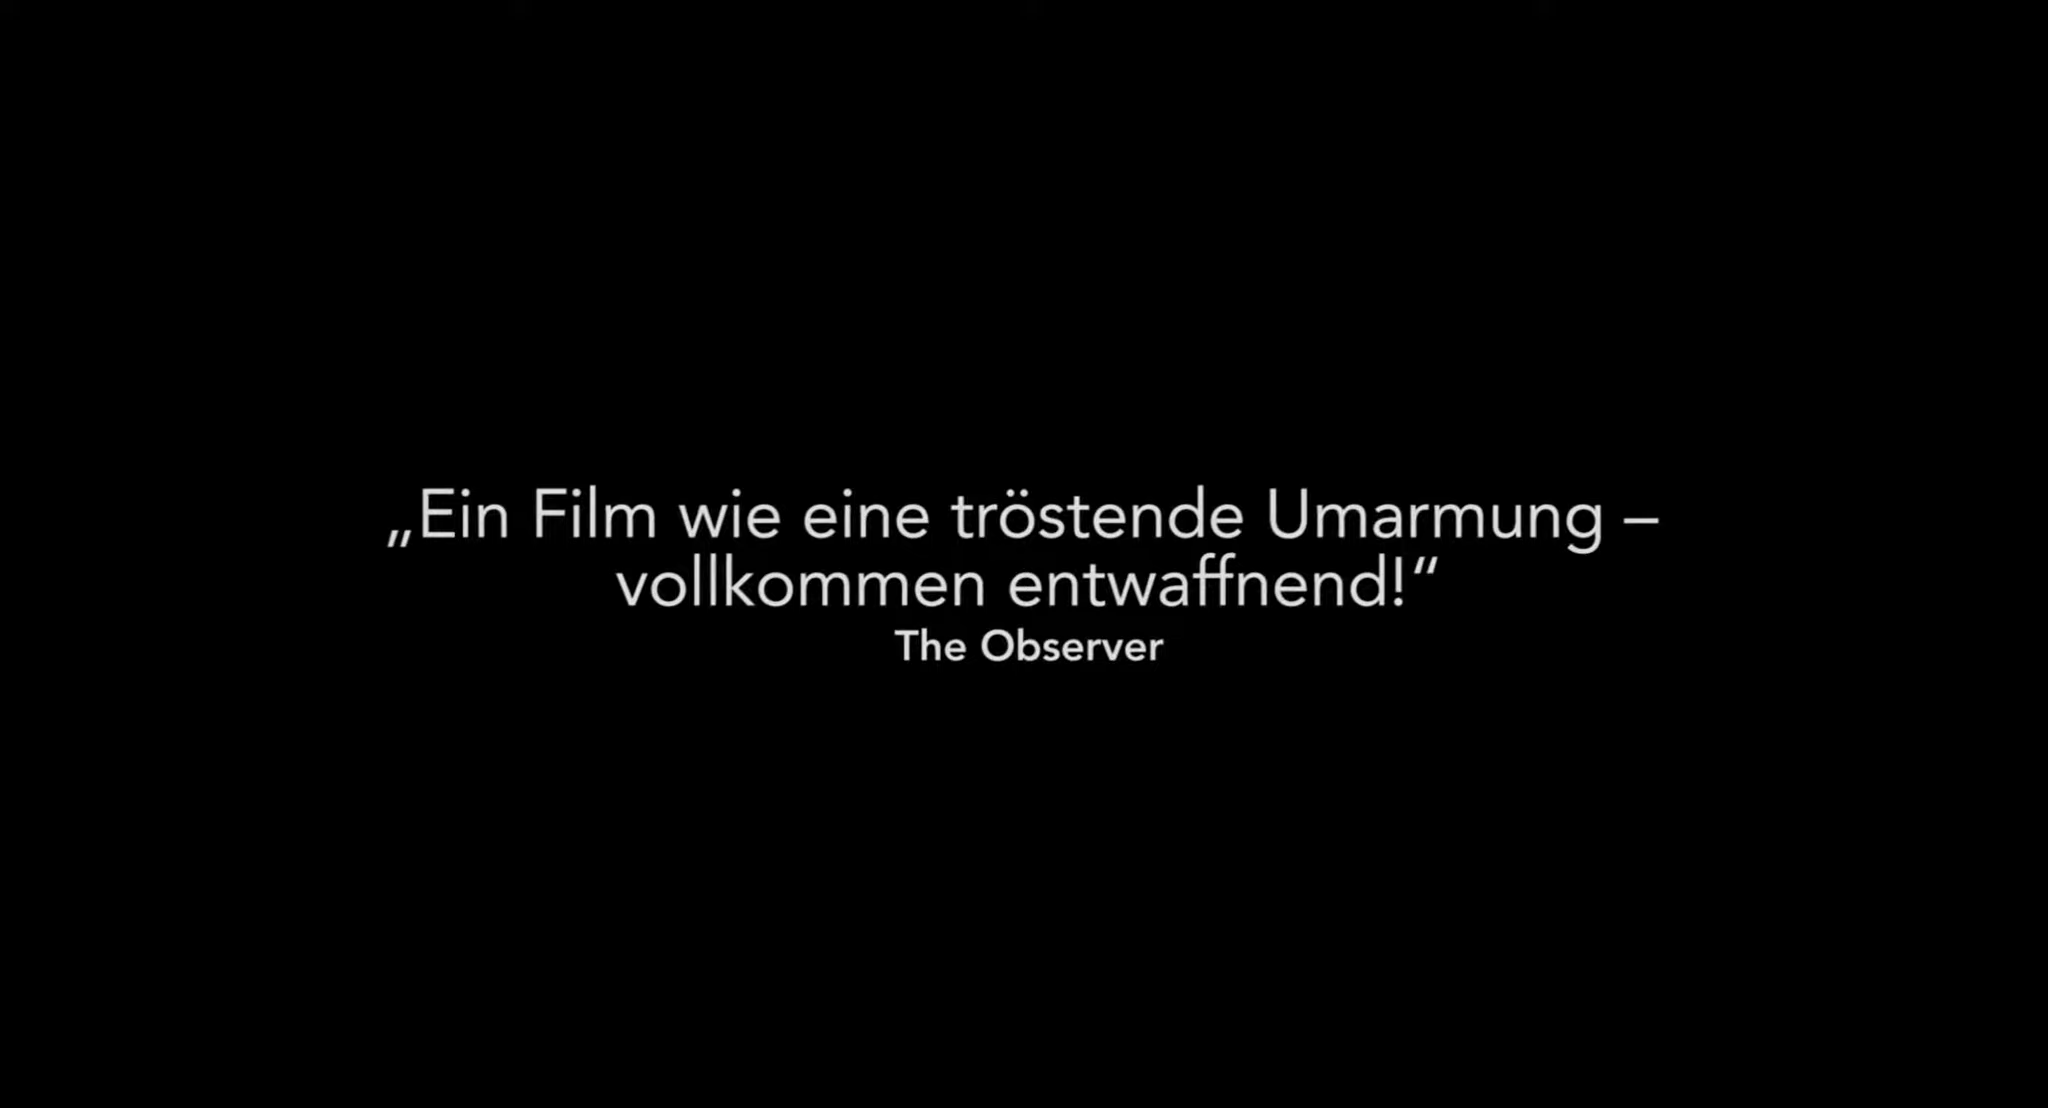 „Ein Film wie eine tröstende Umarmung –
vollkommen entwaffnend!“
The Observer